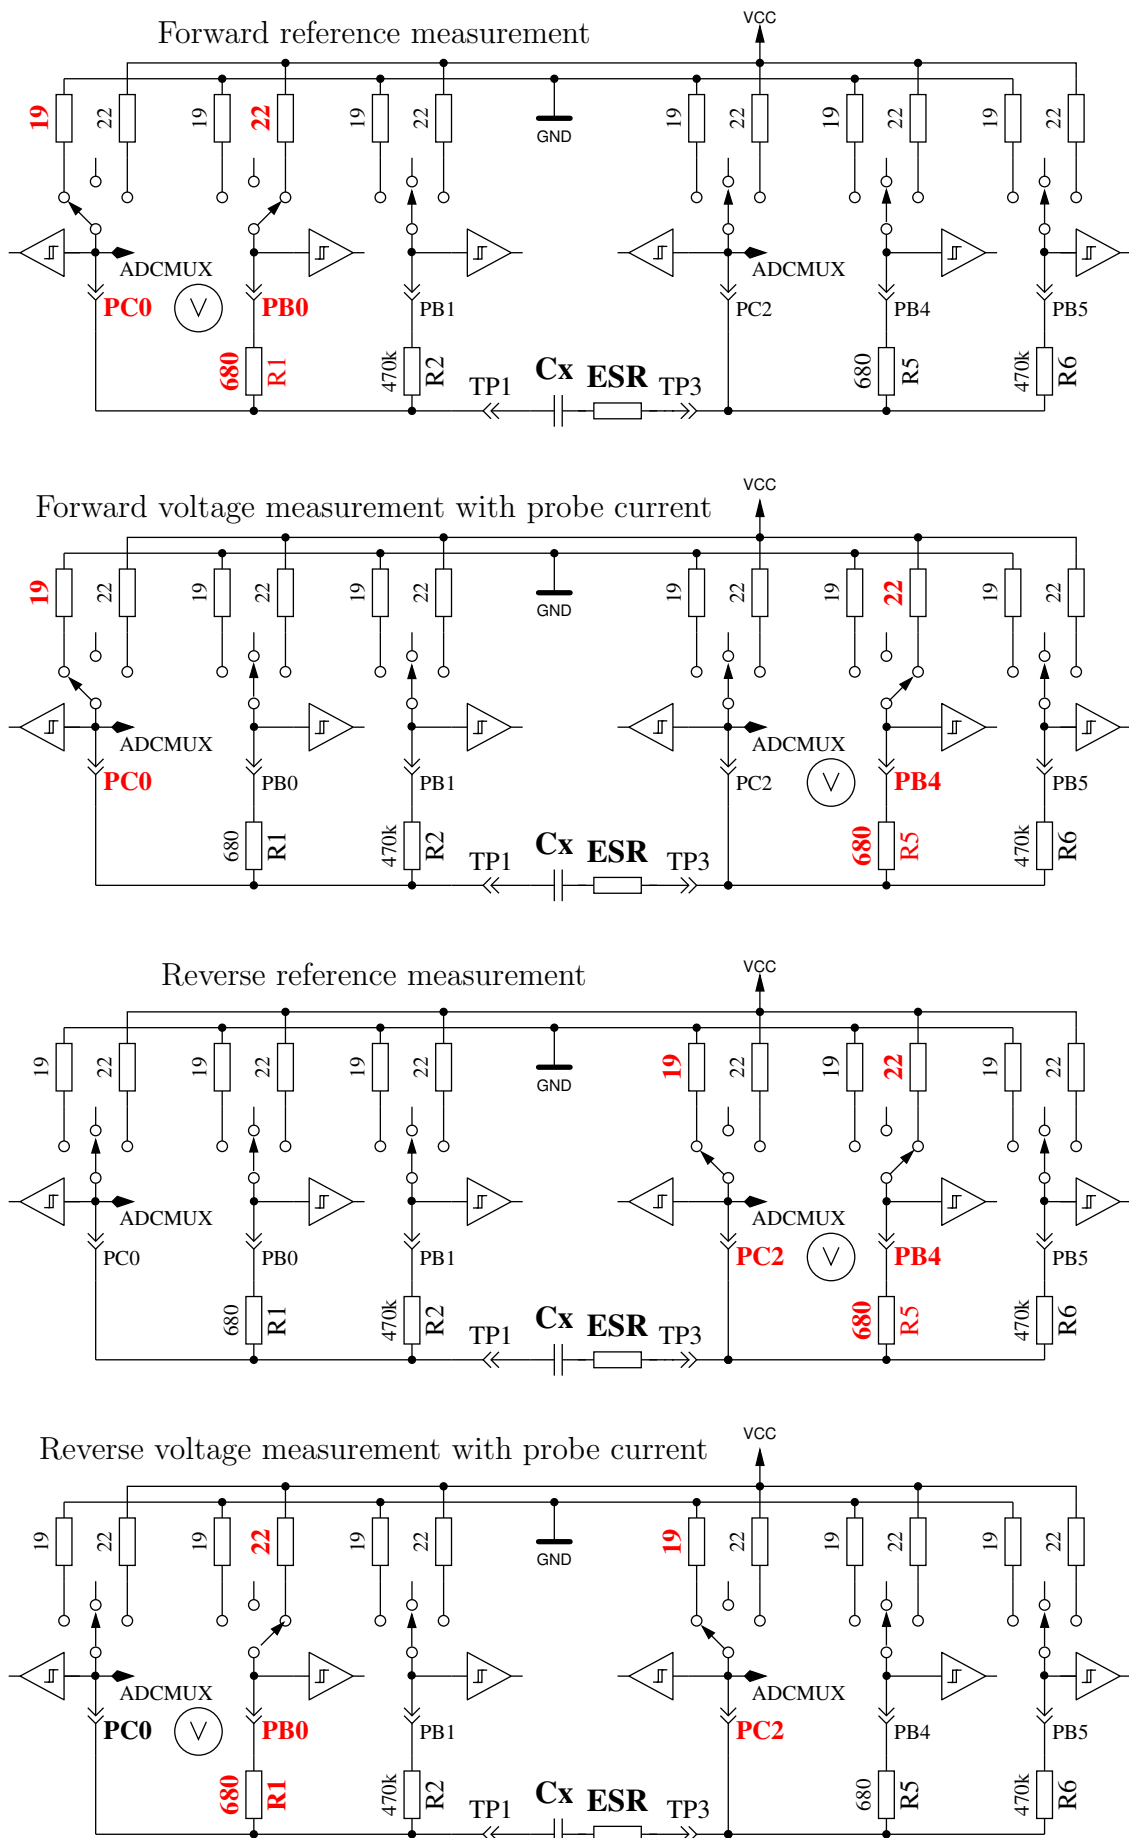 Forward reference measurement
VCC
19 22 19 22 19 22 GND 19 22 19 22 19 22
ADCMUX ADCMUX
PC0 V PB0 PB1 PC2 PB4 PB5
680 R1 470k R2 680 R5 470k R6
TP1 Cx ESR TP3
Forward voltage measurement with probe current
VCC
19 22 19 22 19 22 GND 19 22 19 22 19 22
ADCMUX ADCMUX
PC0 PB0 PB1 PC2 V PB4 PB5
680 R1 470k R2 680 R5 470k R6
TP1 Cx ESR TP3
Reverse reference measurement
VCC
19 22 19 22 19 22 GND 19 22 19 22 19 22
ADCMUX ADCMUX
PC0 PB0 PB1 PC2 V PB4 PB5
680 R1 470k R2 680 R5 470k R6
TP1 Cx ESR TP3
Reverse voltage measurement with probe current
VCC
19 22 19 22 19 22 GND 19 22 19 22 19 22
ADCMUX ADCMUX
PC0 V PB0 PB1 PC2 PB4 PB5
680 R1 470k R2 680 R5 470k R6
TP1 Cx ESR TP3